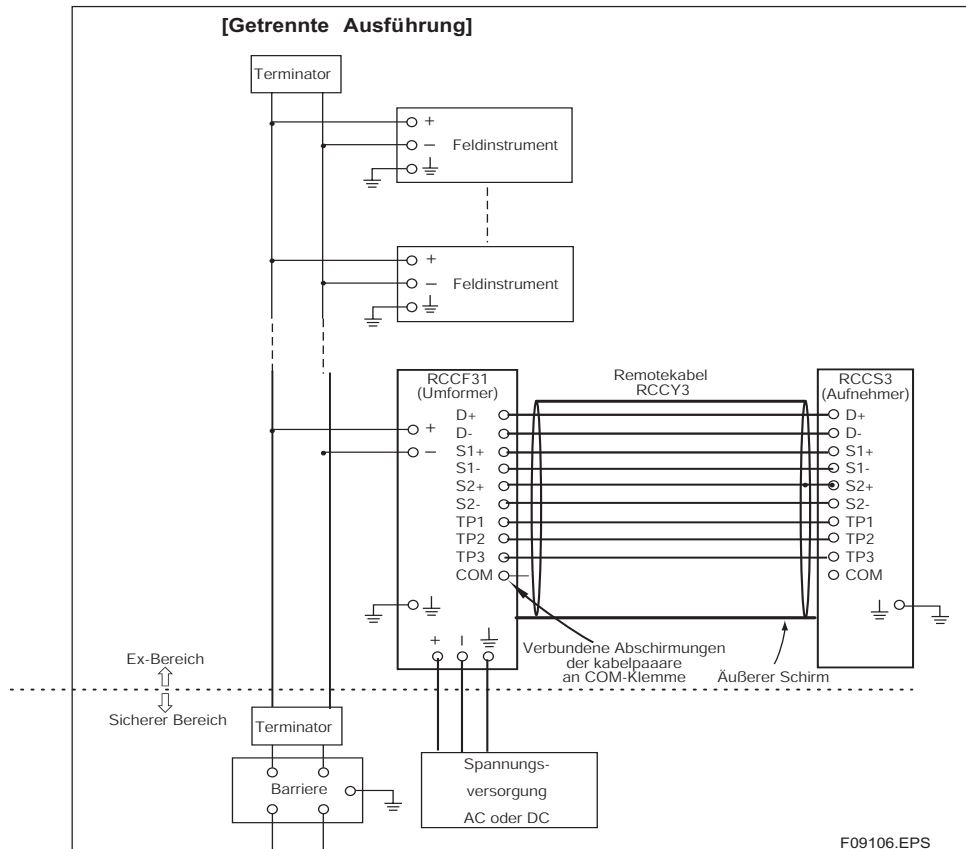 [Getrennte Ausführung]
Terminator
+
− Feldinstrument
+
− Feldinstrument
RCCF31
(Umformer)
Remotekabel
RCCY3
RCCS3
(Aufnehmer)
+
−
D+
D-
S1+
S1-
S2+
S2-
TP1
TP2
TP3
COM
D+
D-
S1+
S1-
S2+
S2-
TP1
TP2
TP3
COM
+ −
Verbundene Abschirmungen
der kabelpaaare
an COM-Klemme
Äußerer Schirm
Ex-Bereich
Sicherer Bereich
Terminator
Barriere
Spannungs-
versorgung
AC oder DC
F09106.EPS